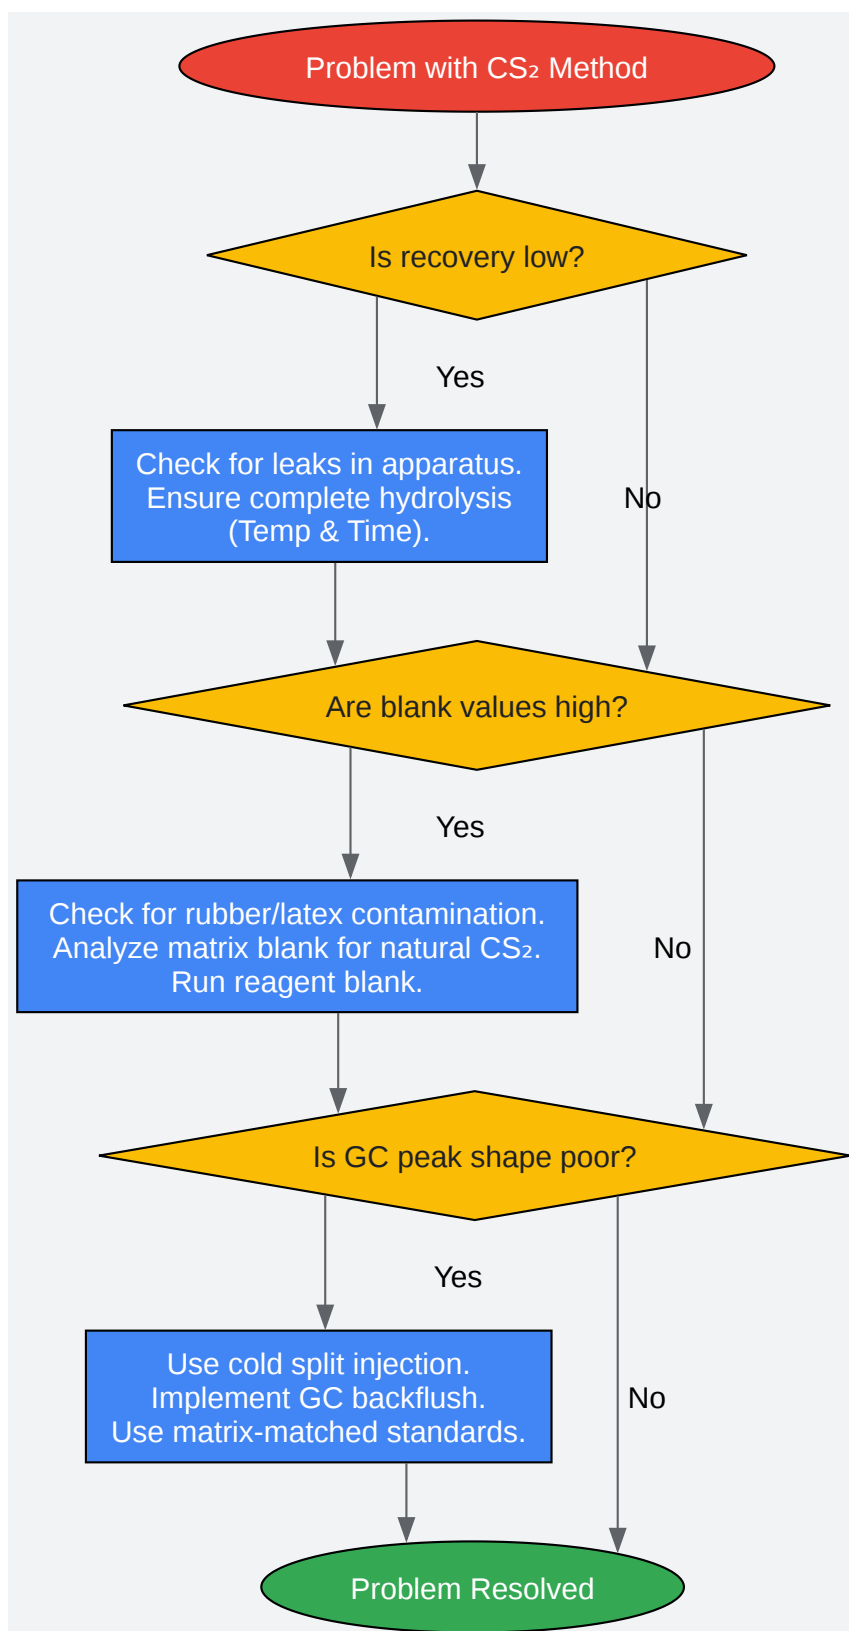 Problem with CS₂ Method
Is recovery low?
Yes
Check for leaks in apparatus.
Ensure complete hydrolysis
(Temp & Time).
No
Are blank values high?
Yes
Check for rubber/latex contamination.
Analyze matrix blank for natural CS₂.
Run reagent blank.
No
Is GC peak shape poor?
Yes
Use cold split injection.
Implement GC backflush.
Use matrix-matched standards.
No
Problem Resolved